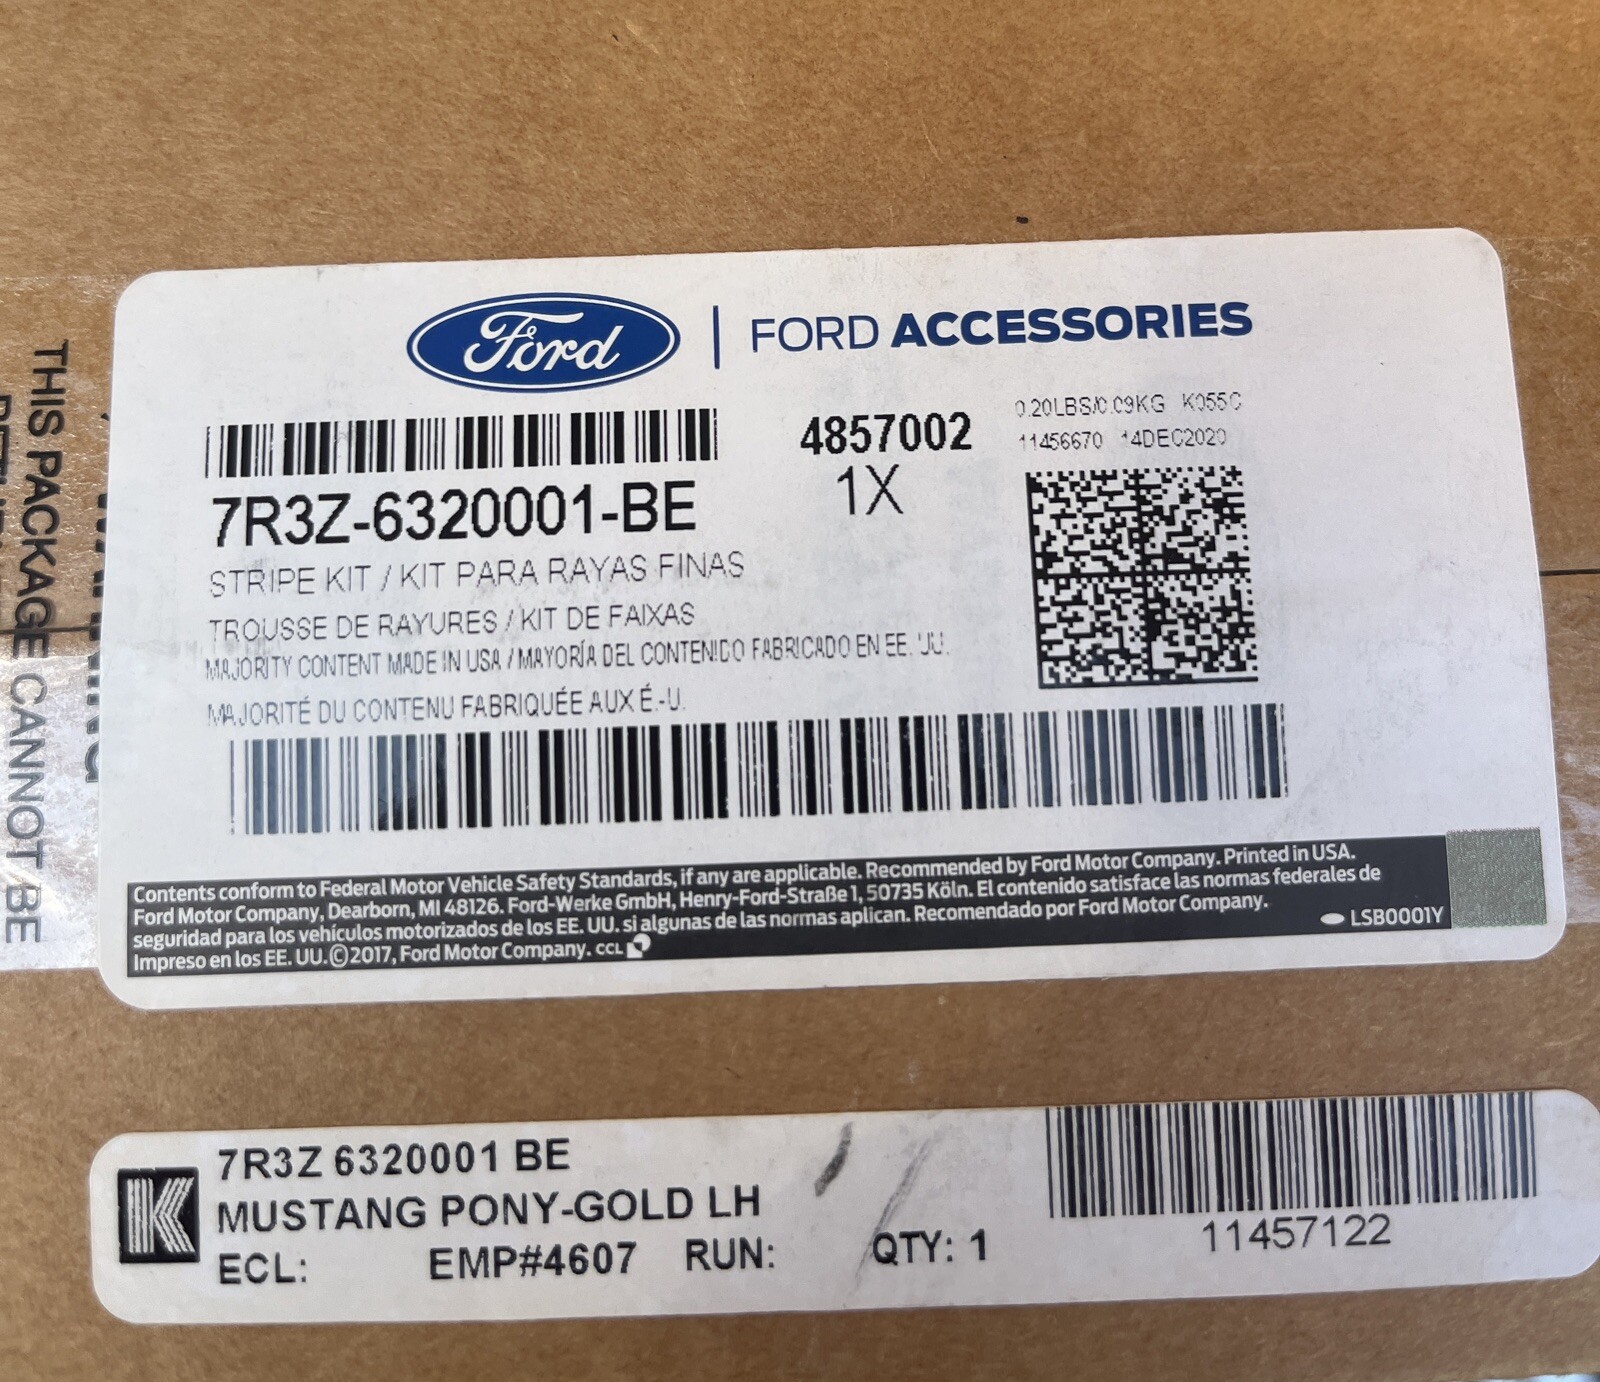 Ford | FORD ACCESSORIES
0.20LBS/0.09KG K055C
4857002
11456670 14DEC2020
1X
7R3Z-6320001-BE
STRIPE KIT / KIT PARA RAYAS FINAS
TROUSSE DE RAYURES / KIT DE FAIXAS
MAJORITY CONTENT MADE IN USA / MAYORÍA DEL CONTENIDO FABRICADO EN EE. UU.
MAJORITÉ DU CONTENU FABRIQUÉE AUX É.-U.
Contents conform to Federal Motor Vehicle Safety Standards, if any are applicable. Recommended by Ford Motor Company. Printed in USA.
Ford Motor Company, Dearborn, MI 48126. Ford-Werke GmbH, Henry-Ford-Straße 1, 50735 Köln. El contenido satisface las normas federales de
seguridad para los vehículos motorizados de los EE. UU. si algunas de las normas aplican. Recomendado por Ford Motor Company.
Impreso en los EE. UU. ©2017, Ford Motor Company. CCL
LSB0001Y
THIS PACKAGE CANNOT BE
K
7R3Z 6320001 BE
MUSTANG PONY-GOLD LH
ECL: EMP#4607 RUN: QTY: 1
11457122